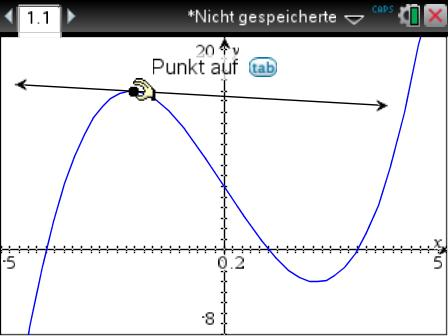 1.1 *Nicht gespeicherte CAPS
20 y
Punkt auf tab
x
-5 0.2 5
-8